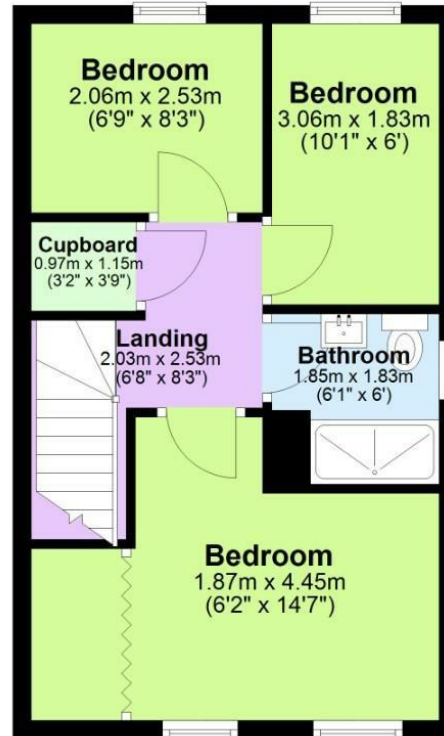 Bedroom
2.06m x 2.53m
(6'9" x 8'3")
Bedroom
3.06m x 1.83m
(10'1" x 6')
Cupboard
0.97m x 1.15m
(3'2" x 3'9")
Landing
2.03m x 2.53m
(6'8" x 8'3")
Bathroom
1.85m x 1.83m
(6'1" x 6')
Bedroom
1.87m x 4.45m
(6'2" x 14'7")